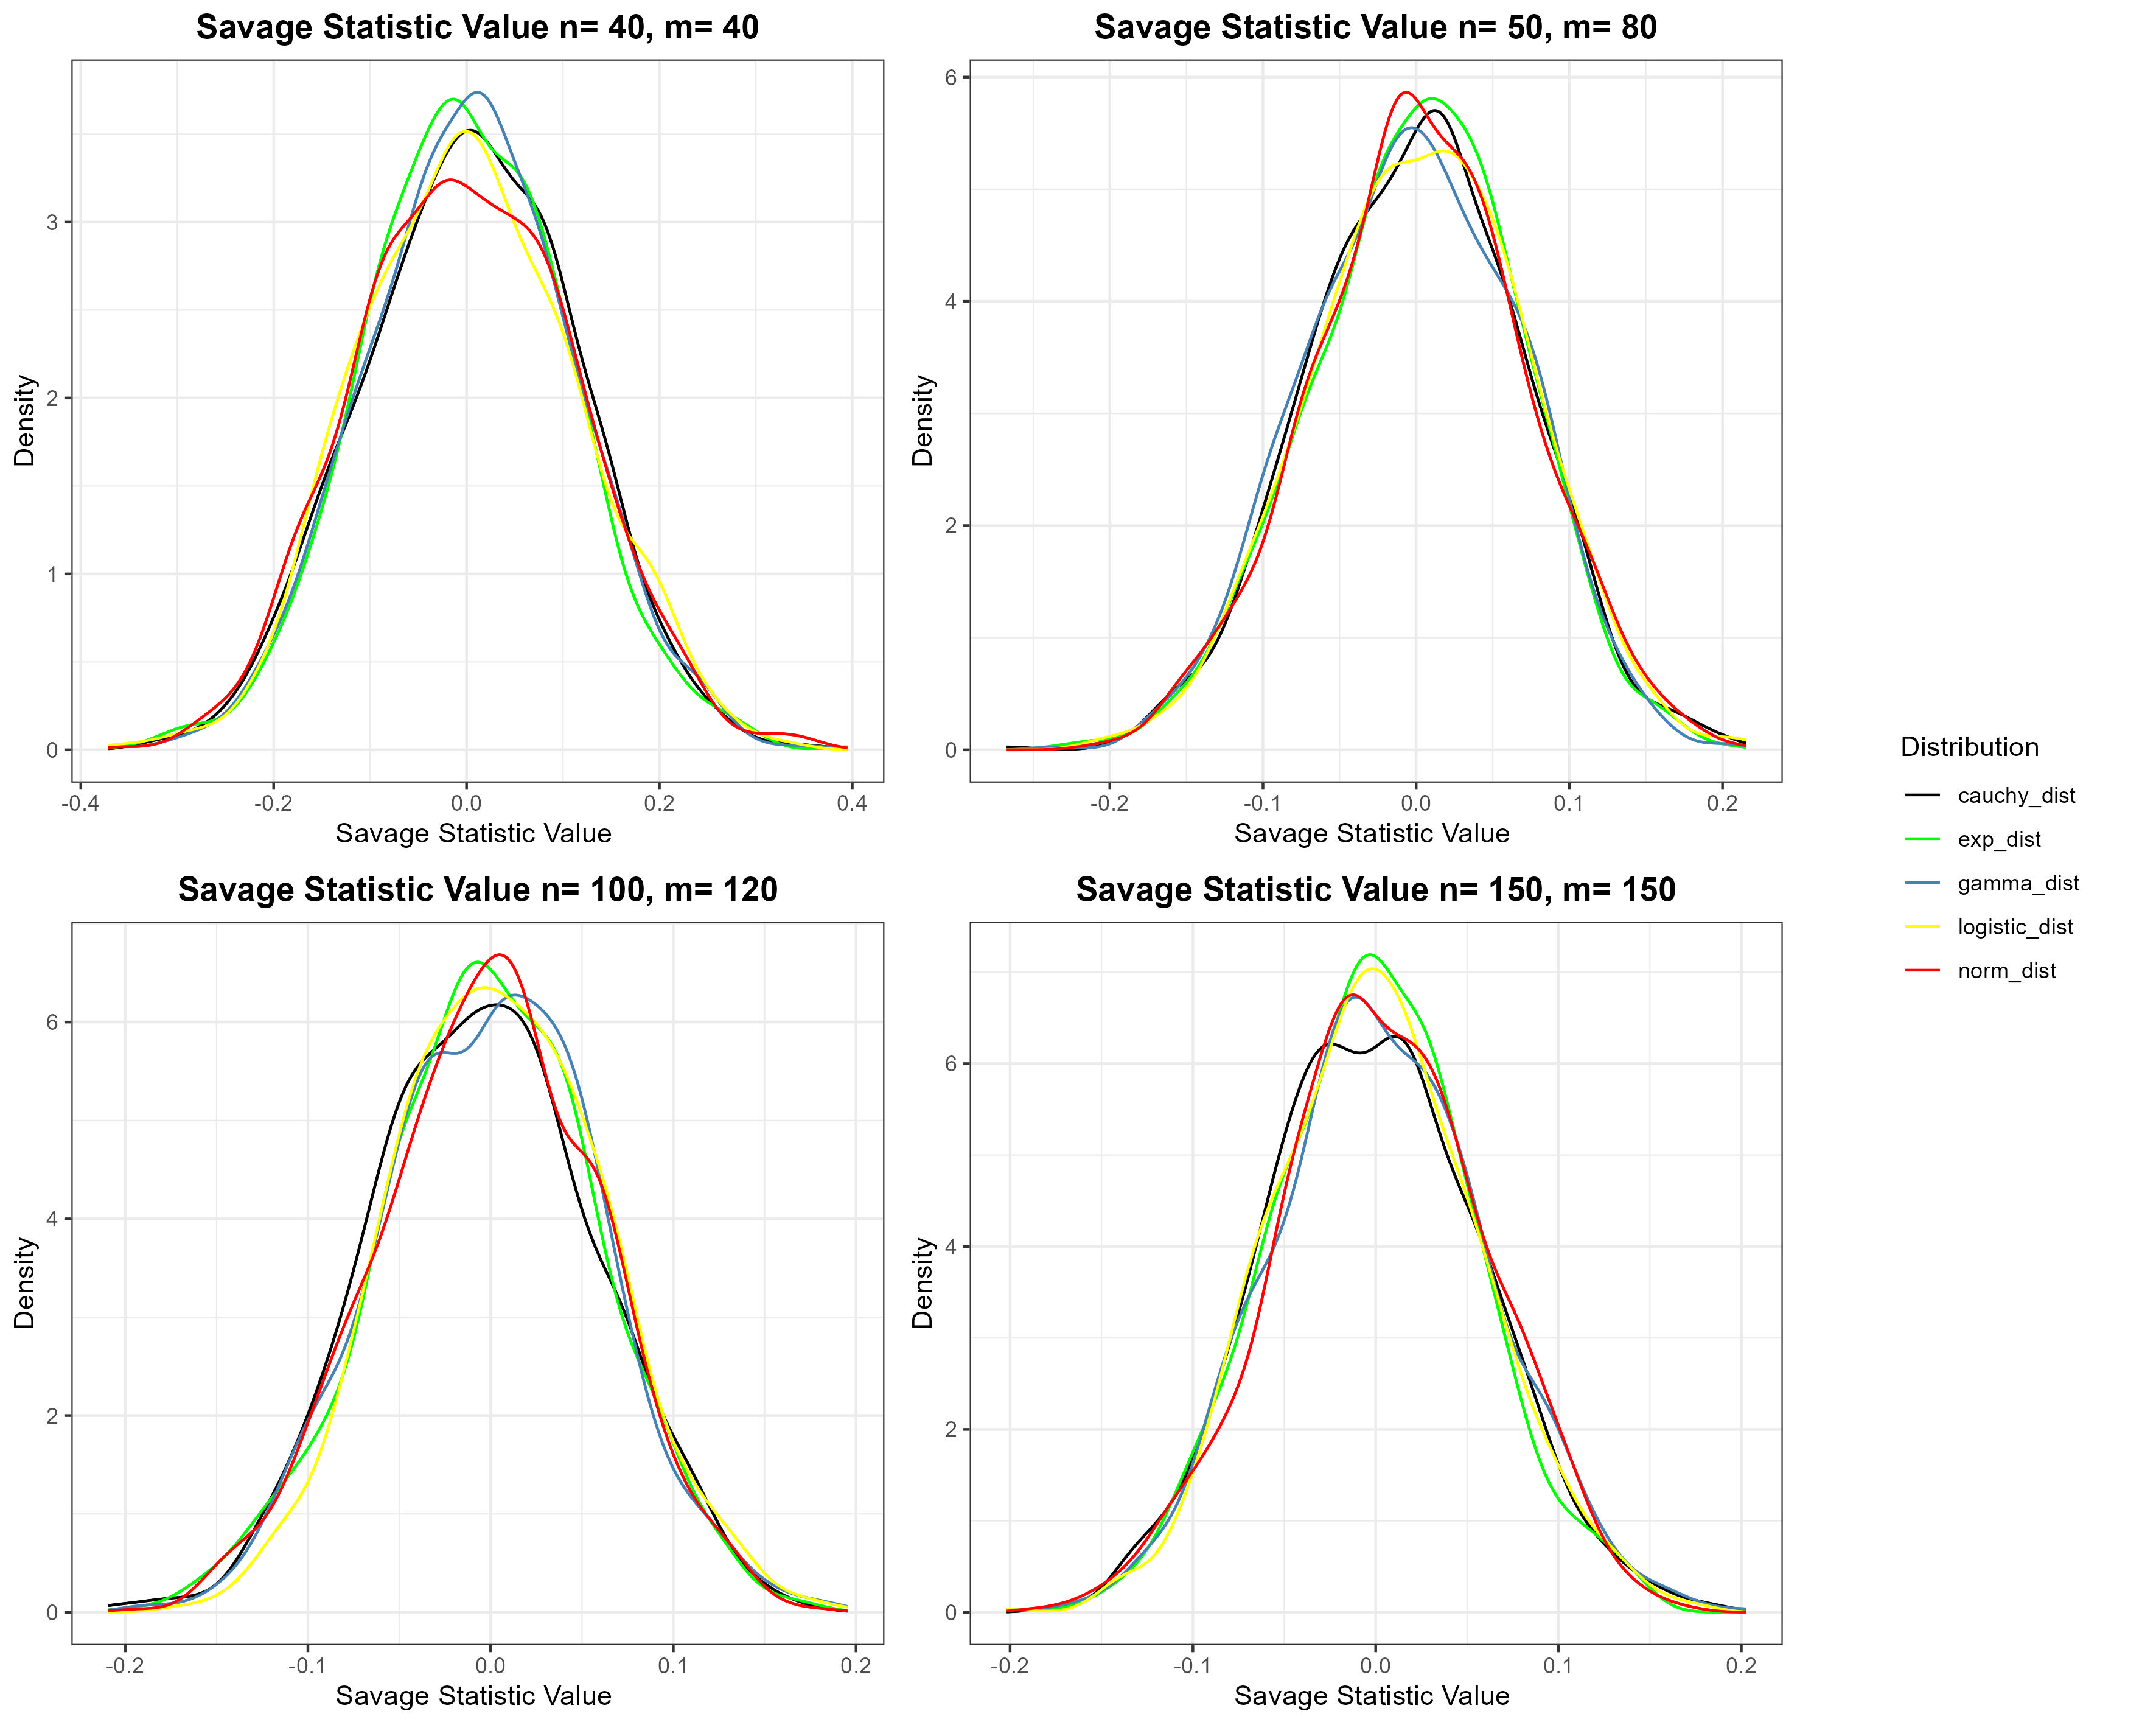 Savage Statistic Value n= 40, m= 40
Density
3
2
1
0
-0.4 -0.2 0.0 0.2 0.4
Savage Statistic Value
Savage Statistic Value n= 50, m= 80
Density
6
4
2
0
-0.2 -0.1 0.0 0.1 0.2
Savage Statistic Value
Savage Statistic Value n= 100, m= 120
Density
6
4
2
0
-0.2 -0.1 0.0 0.1 0.2
Savage Statistic Value
Savage Statistic Value n= 150, m= 150
Density
6
4
2
0
-0.2 -0.1 0.0 0.1 0.2
Savage Statistic Value
Distribution
cauchy_dist
exp_dist
gamma_dist
logistic_dist
norm_dist